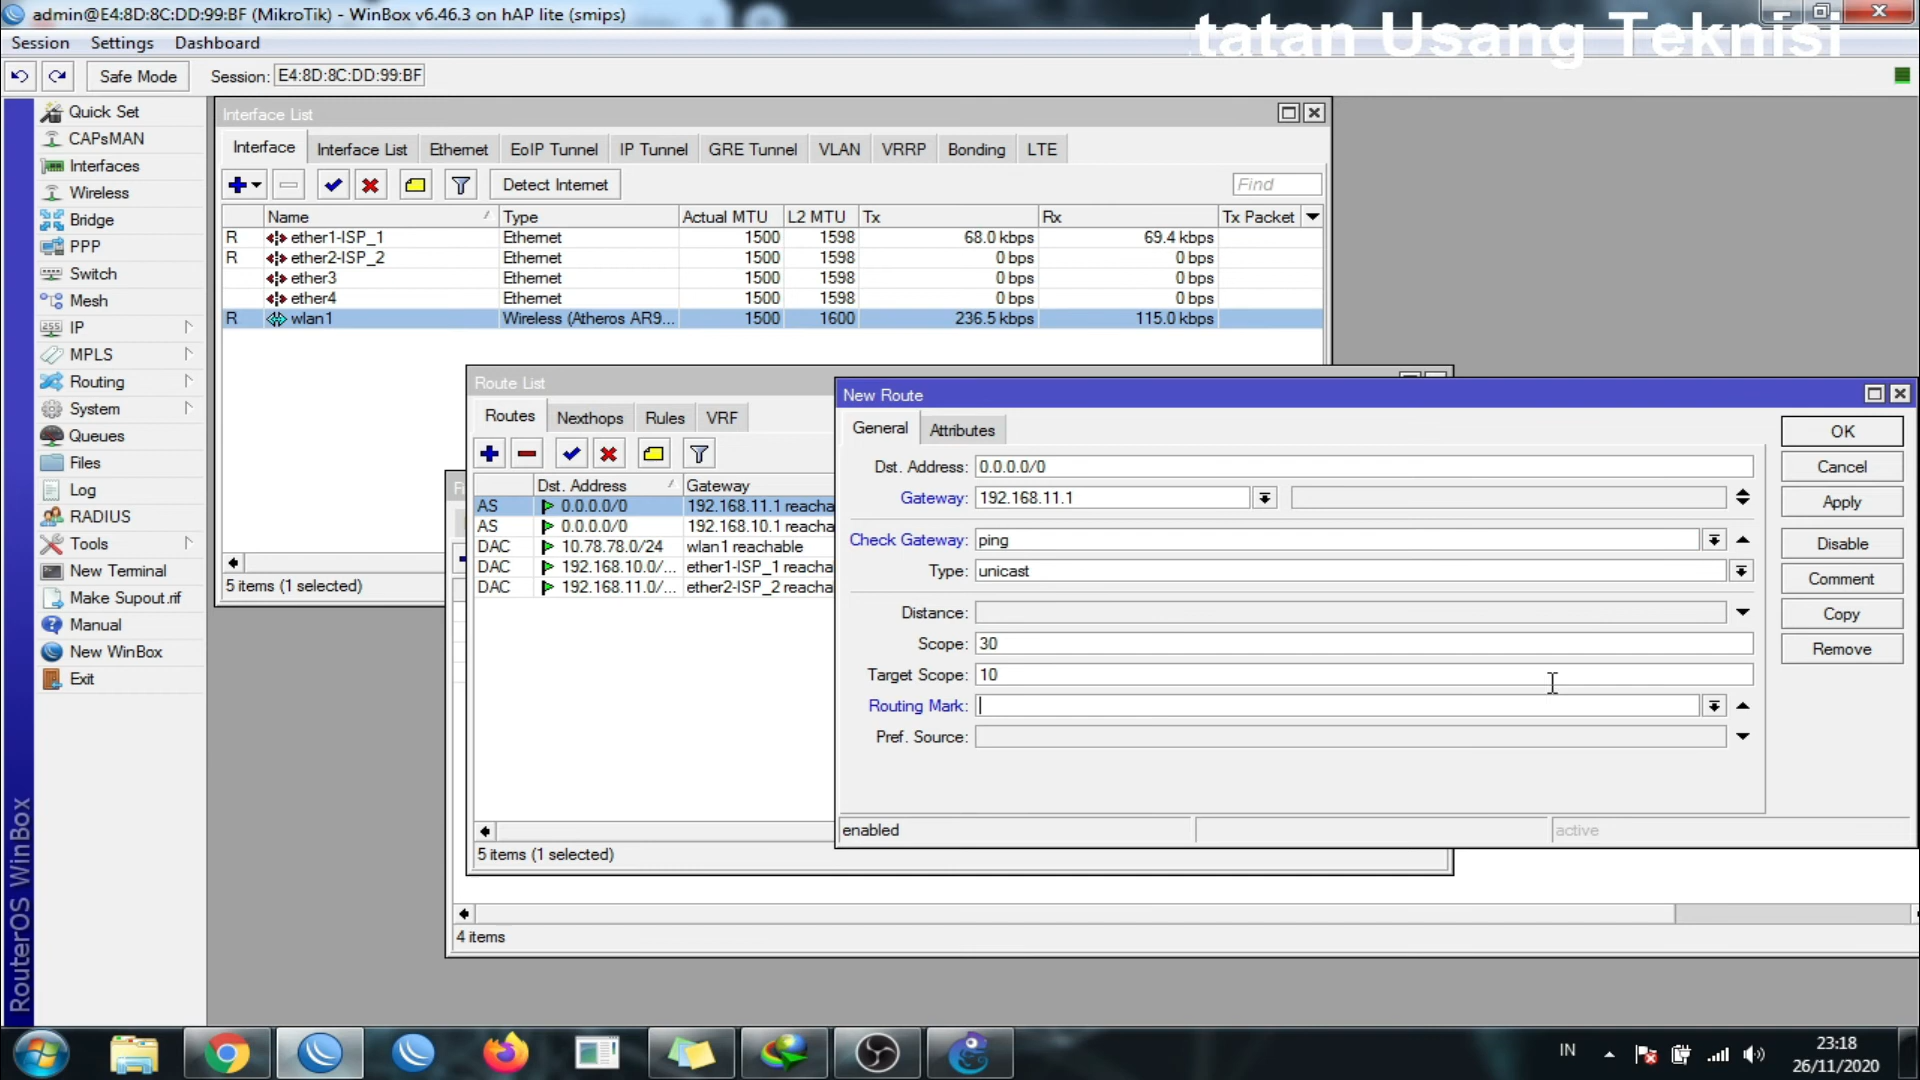 admin@E4:8D:8C:DD:99:BF (MikroTik) - WinBox v6.46.3 on hAP lite (smips)
tatan Usang Teknisi
Session Settings Dashboard
Safe Mode Session: E4:8D:8C:DD:99:BF
Quick Set
CAPsMAN
Interfaces
Wireless
Bridge
PPP
Switch
Mesh
IP
MPLS
Routing
System
Queues
Files
Log
RADIUS
Tools
New Terminal
Make Supout.rif
Manual
New WinBox
Exit
RouterOS WinBox
Interface List
Interface Interface List Ethernet EoIP Tunnel IP Tunnel GRE Tunnel VLAN VRRP Bonding LTE
Detect Internet Find
Name Type Actual MTU L2 MTU Tx Rx Tx Packet
R ether1-ISP_1 Ethernet 1500 1598 68.0 kbps 69.4 kbps
R ether2-ISP_2 Ethernet 1500 1598 0 bps 0 bps
ether3 Ethernet 1500 1598 0 bps 0 bps
ether4 Ethernet 1500 1598 0 bps 0 bps
R wlan1 Wireless (Atheros AR9... 1500 1600 236.5 kbps 115.0 kbps
5 items (1 selected)
Route List
Routes Nexthops Rules VRF
Dst. Address Gateway
AS 0.0.0.0/0 192.168.11.1 reacha
AS 0.0.0.0/0 192.168.10.1 reacha
DAC 10.78.78.0/24 wlan1 reachable
DAC 192.168.10.0/... ether1-ISP_1 reacha
DAC 192.168.11.0/... ether2-ISP_2 reacha
5 items (1 selected)
4 items
New Route
General Attributes
Dst. Address: 0.0.0.0/0
Gateway: 192.168.11.1
Check Gateway: ping
Type: unicast
Distance:
Scope: 30
Target Scope: 10
Routing Mark:
Pref. Source:
enabled active
OK
Cancel
Apply
Disable
Comment
Copy
Remove
IN
23:18
26/11/2020